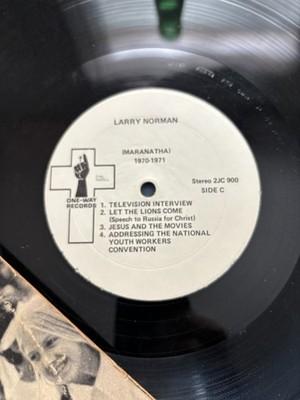 LARRY NORMAN
(MARANATHA)
1970-1971
Stereo 2JC 900
SIDE C
ONE-WAY
RECORDS
1. TELEVISION INTERVIEW
2. LET THE LIONS COME
(Speech to Russia for Christ)
3. JESUS AND THE MOVIES
4. ADDRESSING THE NATIONAL
YOUTH WORKERS
CONVENTION